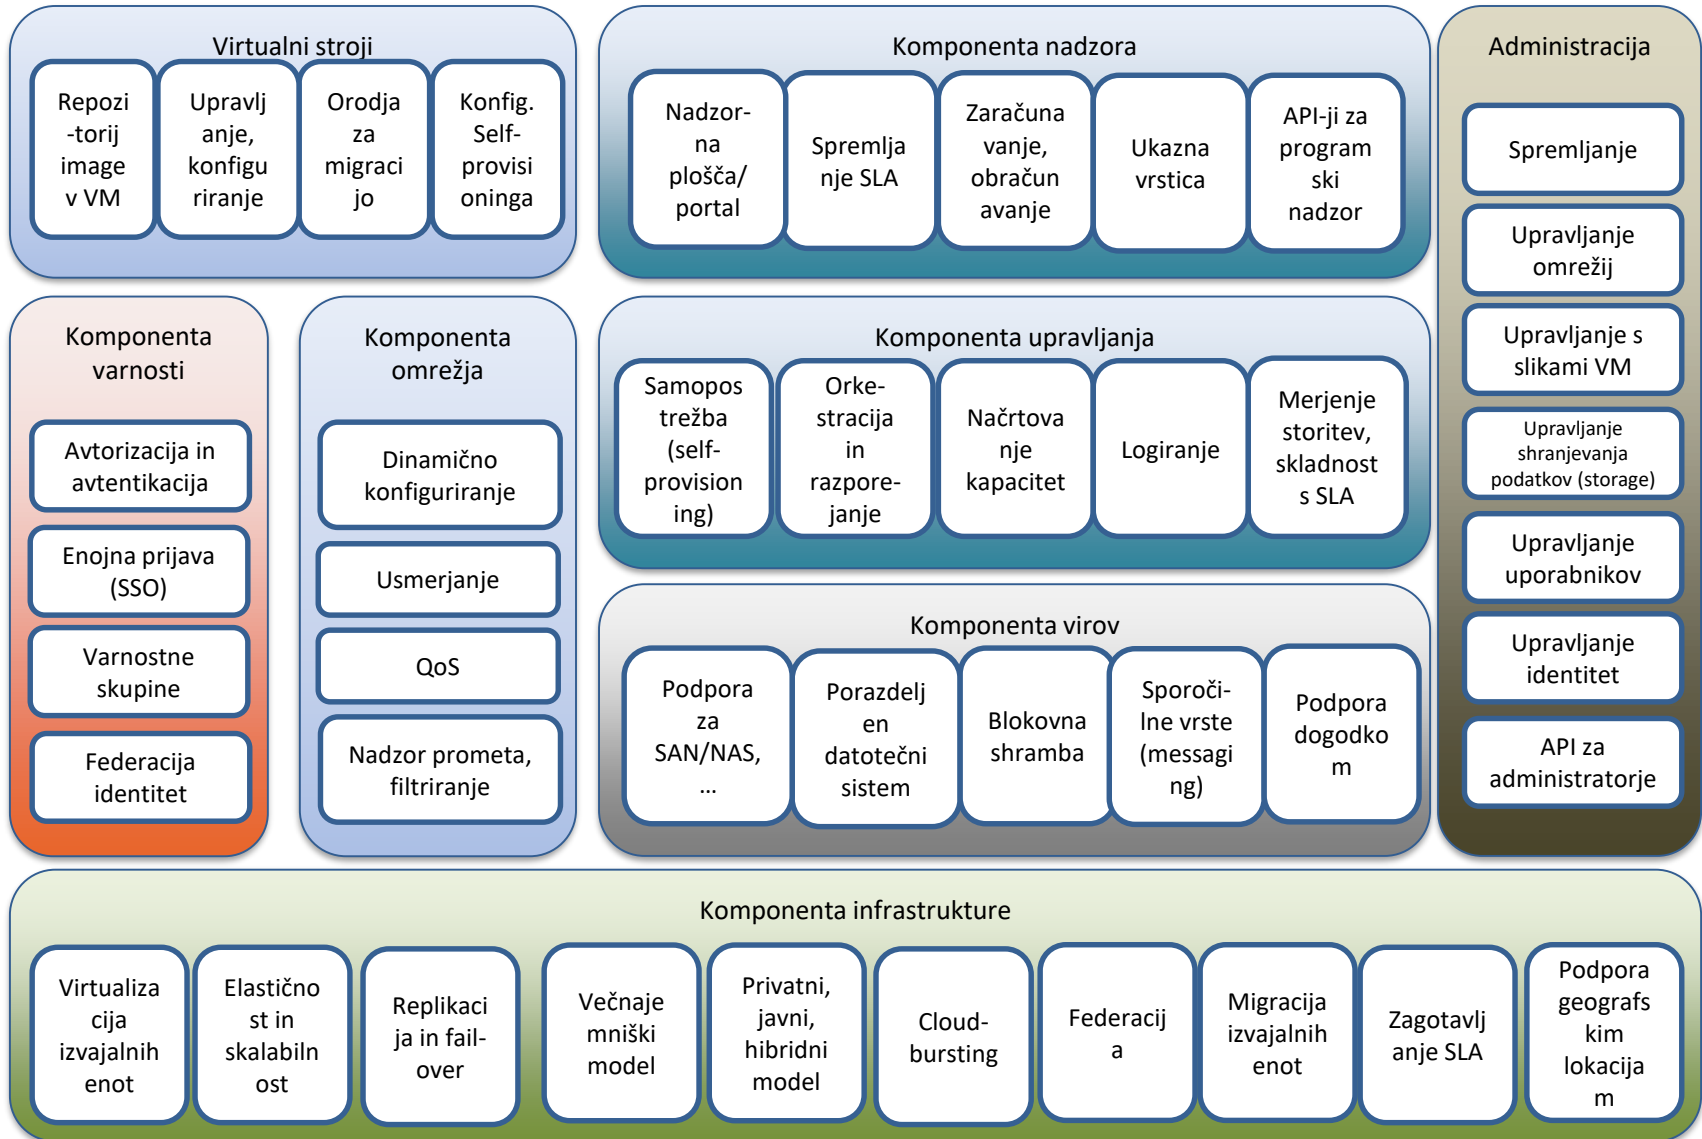 Virtualni stroji
Repozi
-torij
image
v VM
Upravlj
anje,
konfigu
riranje
Orodja
za
migraci
jo
Konfig.
Self-
provisi
oninga
Komponenta nadzora
Nadzor-
na
plošča/
portal
Spremlja
nje SLA
Zaračuna
vanje,
obračun
avanje
Ukazna
vrstica
API-ji za
program
ski
nadzor
Administracija
Spremljanje
Upravljanje
omrežij
Upravljanje s
slikami VM
Upravljanje
shranjevanja
podatkov (storage)
Upravljanje
uporabnikov
Upravljanje
identitet
API za
administratorje
Komponenta
varnosti
Avtorizacija in
avtentikacija
Enojna prijava
(SSO)
Varnostne
skupine
Federacija
identitet
Komponenta
omrežja
Dinamično
konfiguriranje
Usmerjanje
QoS
Nadzor prometa,
filtriranje
Komponenta upravljanja
Samopos
trežba
(self-
provision
ing)
Orke-
stracija
in
razpore-
janje
Načrtova
nje
kapacitet
Logiranje
Merjenje
storitev,
skladnost
s SLA
Komponenta virov
Podpora
za
SAN/NAS,
...
Porazdelj
en
datotečni
sistem
Blokovna
shramba
Sporoči-
lne vrste
(messagi
ng)
Podpora
dogodko
m
Komponenta infrastrukture
Virtualiza
cija
izvajalnih
enot
Elastično
st in
skalabiln
ost
Replikaci
ja in fail-
over
Večnaje
mniški
model
Privatni,
javni,
hibridni
model
Cloud-
bursting
Federacij
a
Migracija
izvajalnih
enot
Zagotavlj
anje SLA
Podpora
geografs
kim
lokacija
m